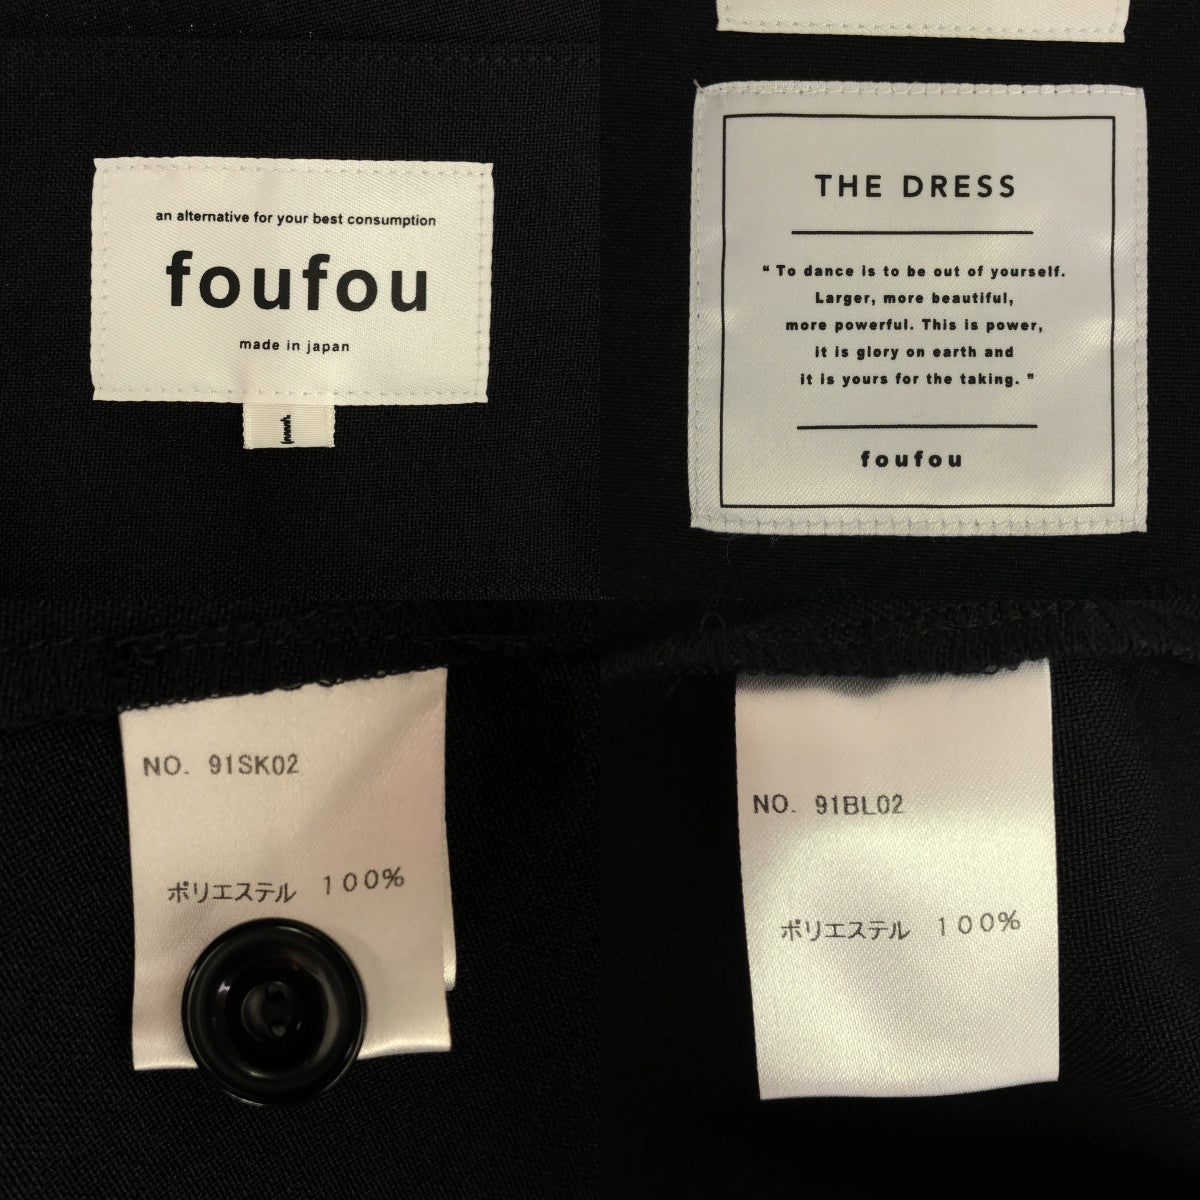 an alternative for your best consumption
foufou
made in japan
1
THE DRESS
“ To dance is to be out of yourself.
Larger, more beautiful,
more powerful. This is power,
it is glory on earth and
it is yours for the taking. ”
foufou
NO. 91SK02
ポリエステル 100%
NO. 91BL02
ポリエステル 100%